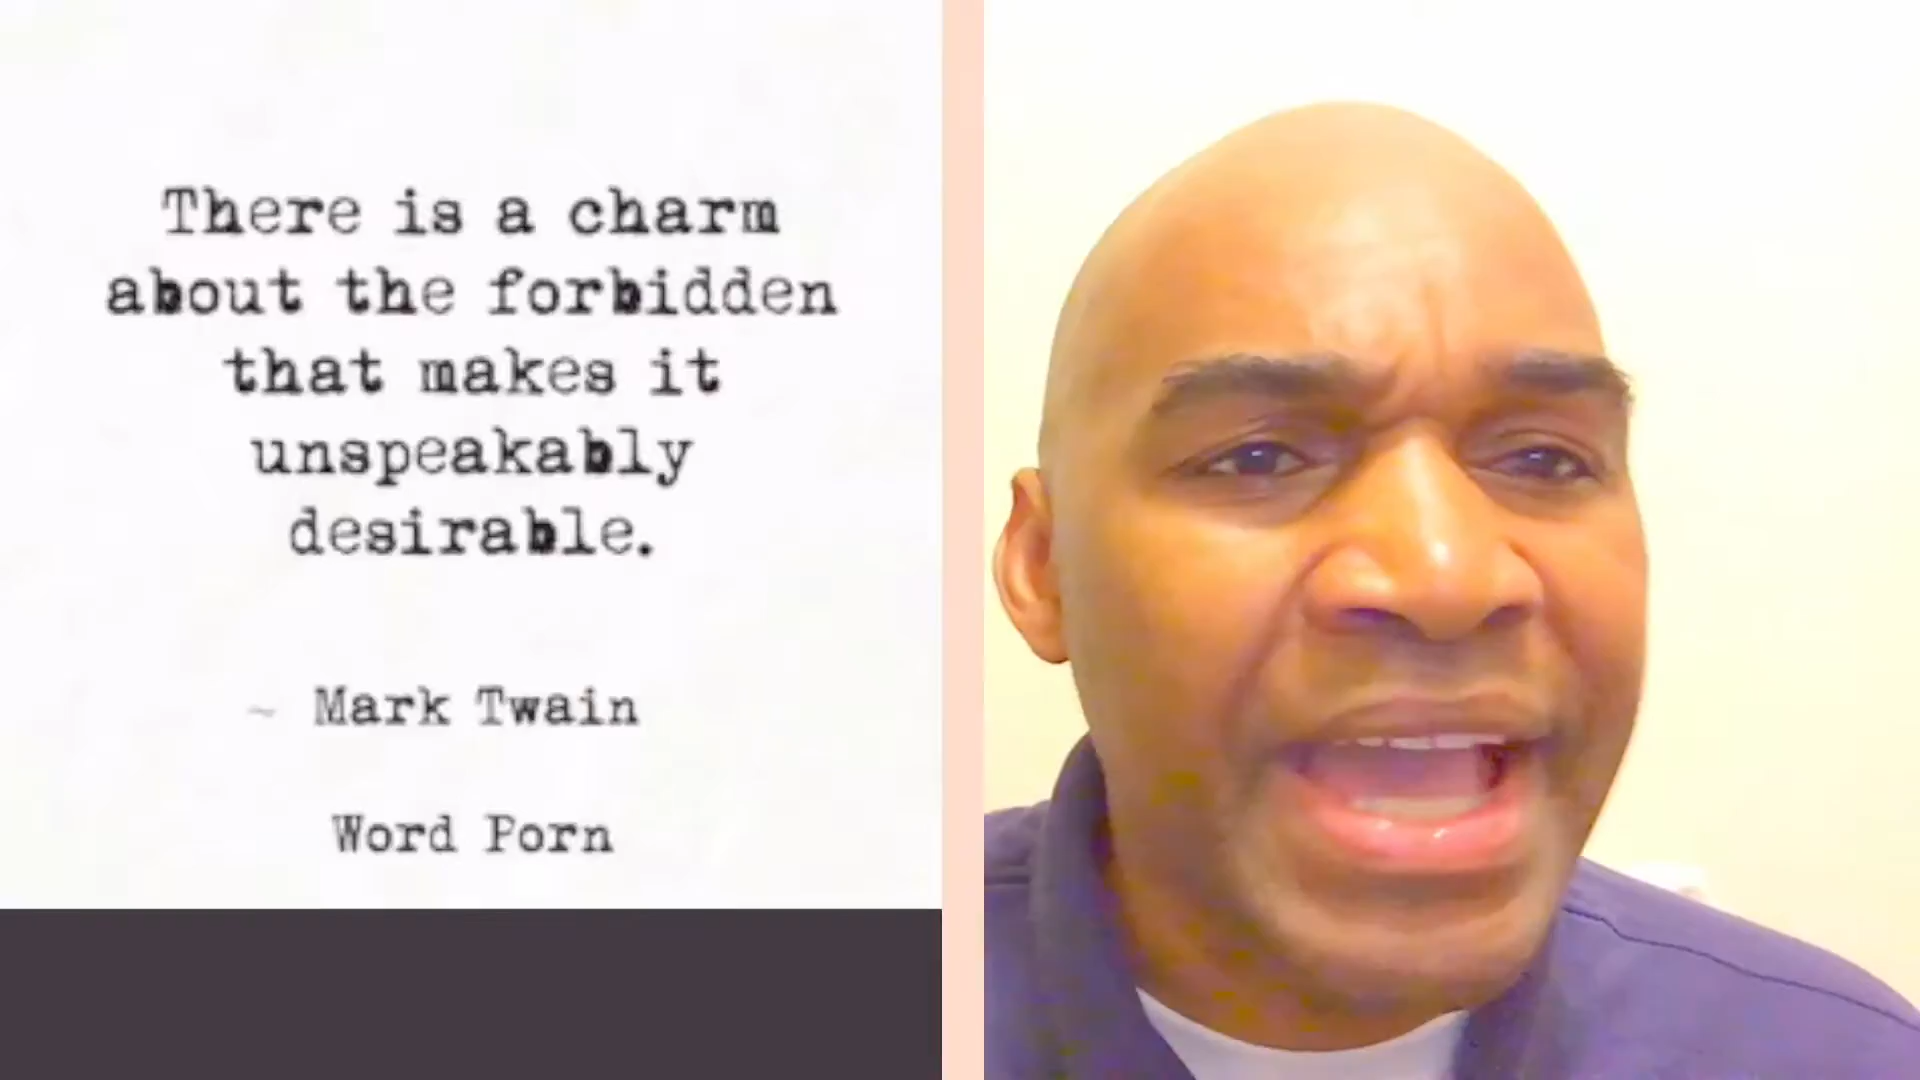 There is a charm
about the forbidden
that makes it
unspeakably
desirable.
~ Mark Twain
Word Porn